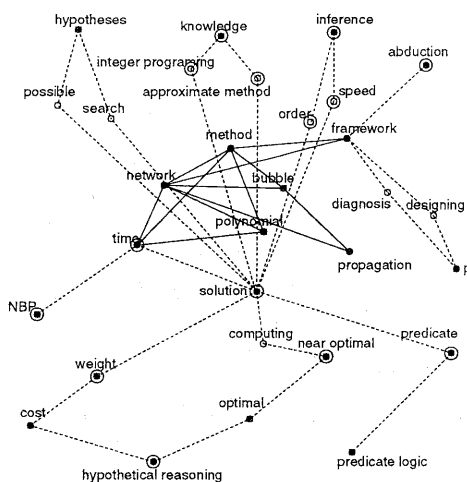 hypotheses
knowledge
inference
abduction
integer programing
possible
search
approximate method
speed
order
framework
method
network
bubble
diagnosis
designing
polynomial
time
propagation
p
solution
NBP
computing
near optimal
predicate
weight
cost
optimal
hypothetical reasoning
predicate logic